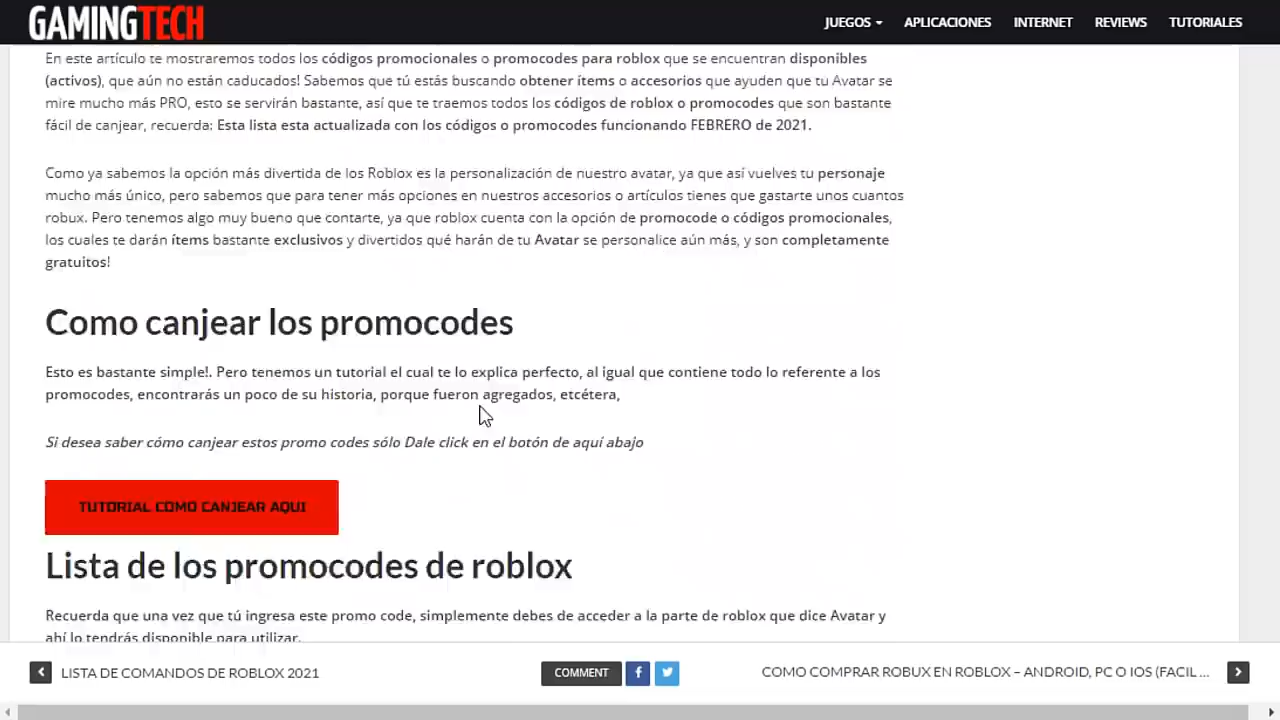 GAMINGTECH
JUEGOS APLICACIONES INTERNET REVIEWS TUTORIALES
En este artículo te mostraremos todos los códigos promocionales o promocodes para roblox que se encuentran disponibles
(activos), que aún no están caducados! Sabemos que tú estás buscando obtener ítems o accesorios que ayuden que tu Avatar se
mire mucho más PRO, esto se servirán bastante, así que te traemos todos los códigos de roblox o promocodes que son bastante
fácil de canjear, recuerda: Esta lista esta actualizada con los códigos o promocodes funcionando FEBRERO de 2021.
Como ya sabemos la opción más divertida de los Roblox es la personalización de nuestro avatar, ya que así vuelves tu personaje
mucho más único, pero sabemos que para tener más opciones en nuestros accesorios o artículos tienes que gastarte unos cuantos
robux. Pero tenemos algo muy bueno que contarte, ya que roblox cuenta con la opción de promocode o códigos promocionales,
los cuales te darán ítems bastante exclusivos y divertidos qué harán de tu Avatar se personalice aún más, y son completamente
gratuitos!
Como canjear los promocodes
Esto es bastante simple!. Pero tenemos un tutorial el cual te lo explica perfecto, al igual que contiene todo lo referente a los
promocodes, encontrarás un poco de su historia, porque fueron agregados, etcétera,
Si desea saber cómo canjear estos promo codes sólo Dale click en el botón de aquí abajo
TUTORIAL COMO CANJEAR AQUI
Lista de los promocodes de roblox
Recuerda que una vez que tú ingresa este promo code, simplemente debes de acceder a la parte de roblox que dice Avatar y
ahí lo tendrás disponible para utilizar.
LISTA DE COMANDOS DE ROBLOX 2021 COMMENT COMO COMPRAR ROBUX EN ROBLOX – ANDROID, PC O IOS (FACIL ...